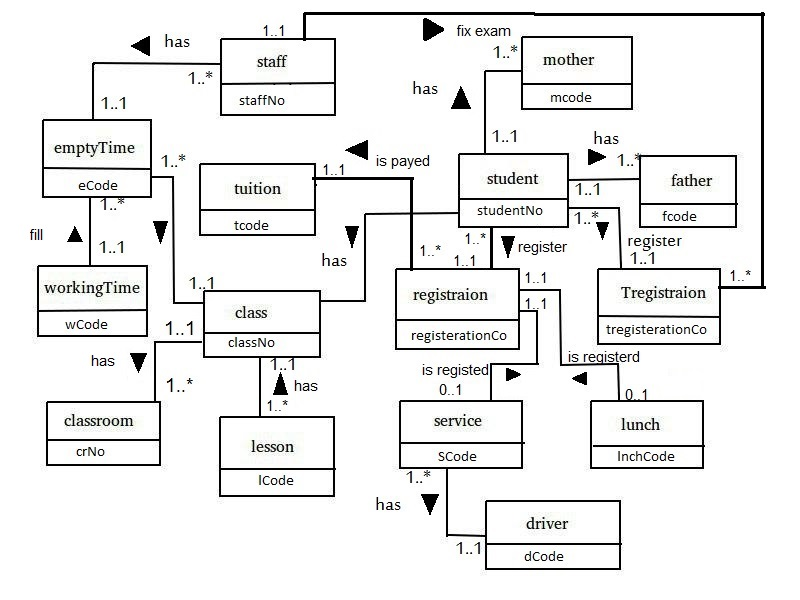 1..1
fix exam
has
staff
1..*
staffNo
1..*
mother
mcode
has
1..1
1..1
emptyTime
eCode
1..*
is payed
1..1
tuition
tcode
student
studentNo
has
1..*
1..1
father
fcode
1..*
fill
1..1
has
1..*
register
1..*
1..1
1..*
register
1..1
1..*
workingTime
wCode
1..1
class
classNo
registraion
registerationCo
1..1
1..1
Tregistraion
tregisterationCo
1..1
has
1..*
1..1
has
1..*
is registed
0..1
is registerd
0..1
classroom
crNo
lesson
lCode
service
SCode
lunch
lnchCode
1..*
has
1..1
driver
dCode